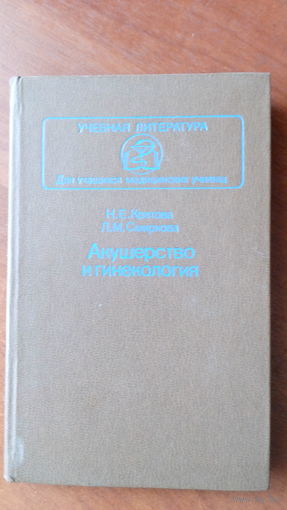 УЧЕБНАЯ ЛИТЕРАТУРА
Для учащихся медицинских училищ
Н.Е. Кретова
Л.М. Смирнова
Акушерство
и гинекология